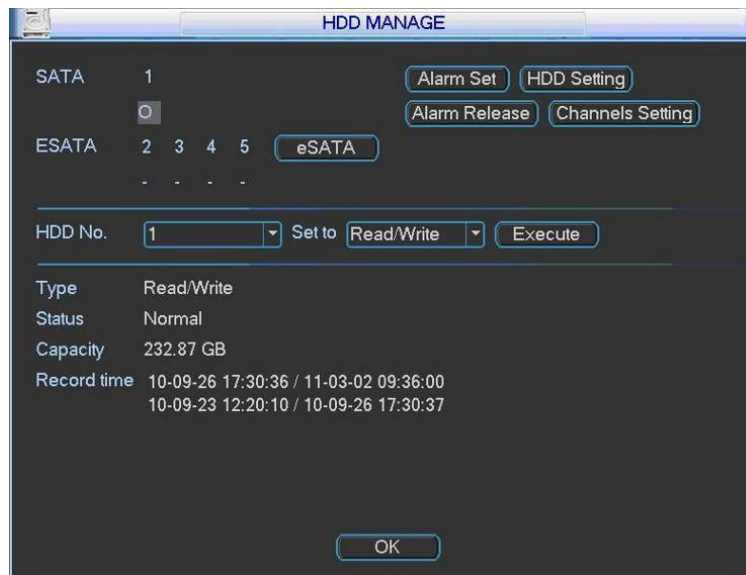 HDD MANAGE
SATA 1 Alarm Set HDD Setting
O Alarm Release Channels Setting
ESATA 2 3 4 5 eSATA
- - - -
HDD No. 1 Set to Read/Write Execute
Type Read/Write
Status Normal
Capacity 232.87 GB
Record time 10-09-26 17:30:36 / 11-03-02 09:36:00
10-09-23 12:20:10 / 10-09-26 17:30:37
OK